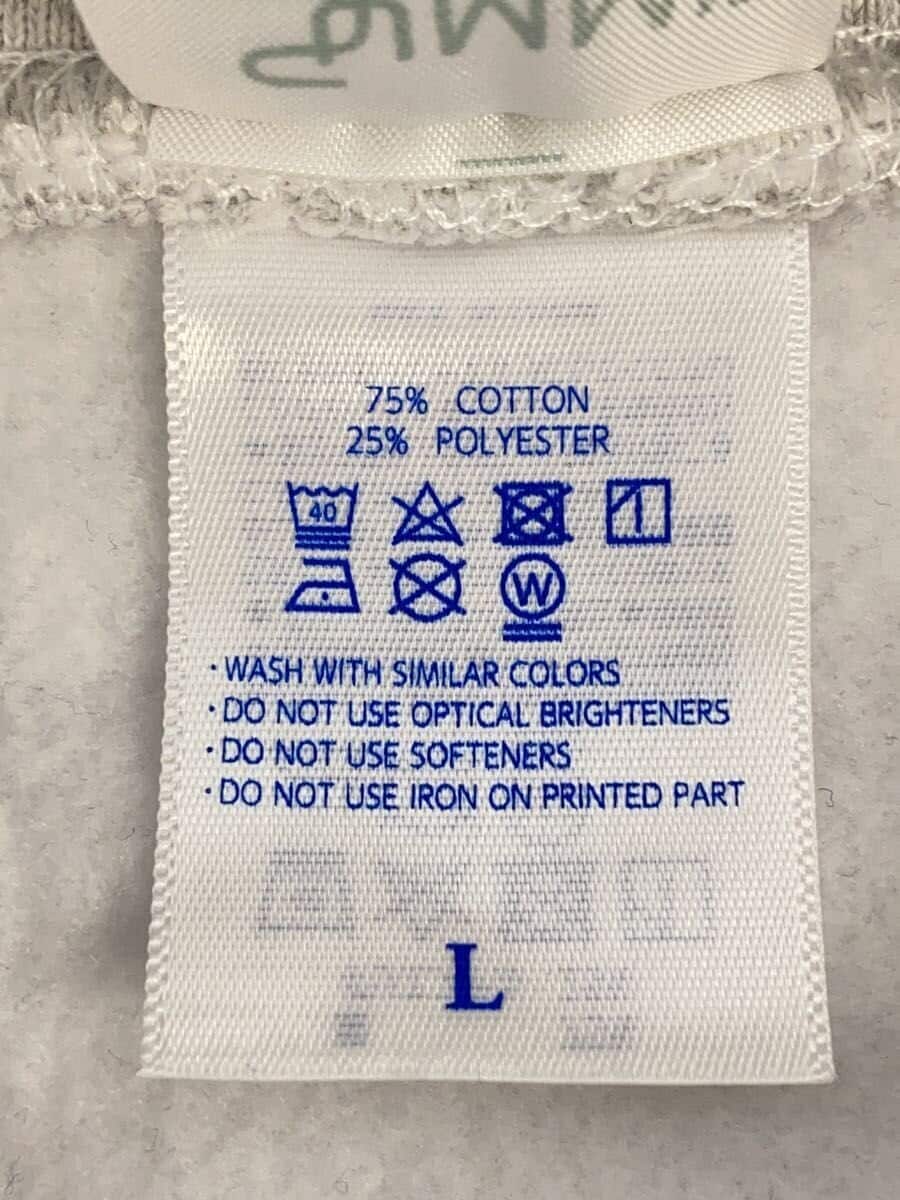 75% COTTON
25% POLYESTER
40
W
· WASH WITH SIMILAR COLORS
· DO NOT USE OPTICAL BRIGHTENERS
· DO NOT USE SOFTENERS
· DO NOT USE IRON ON PRINTED PART
L